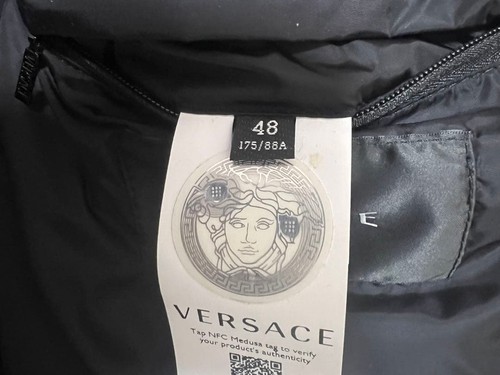 48
175/88A
E
VERSACE
Tap NFC Medusa tag to verify
your product's authenticity